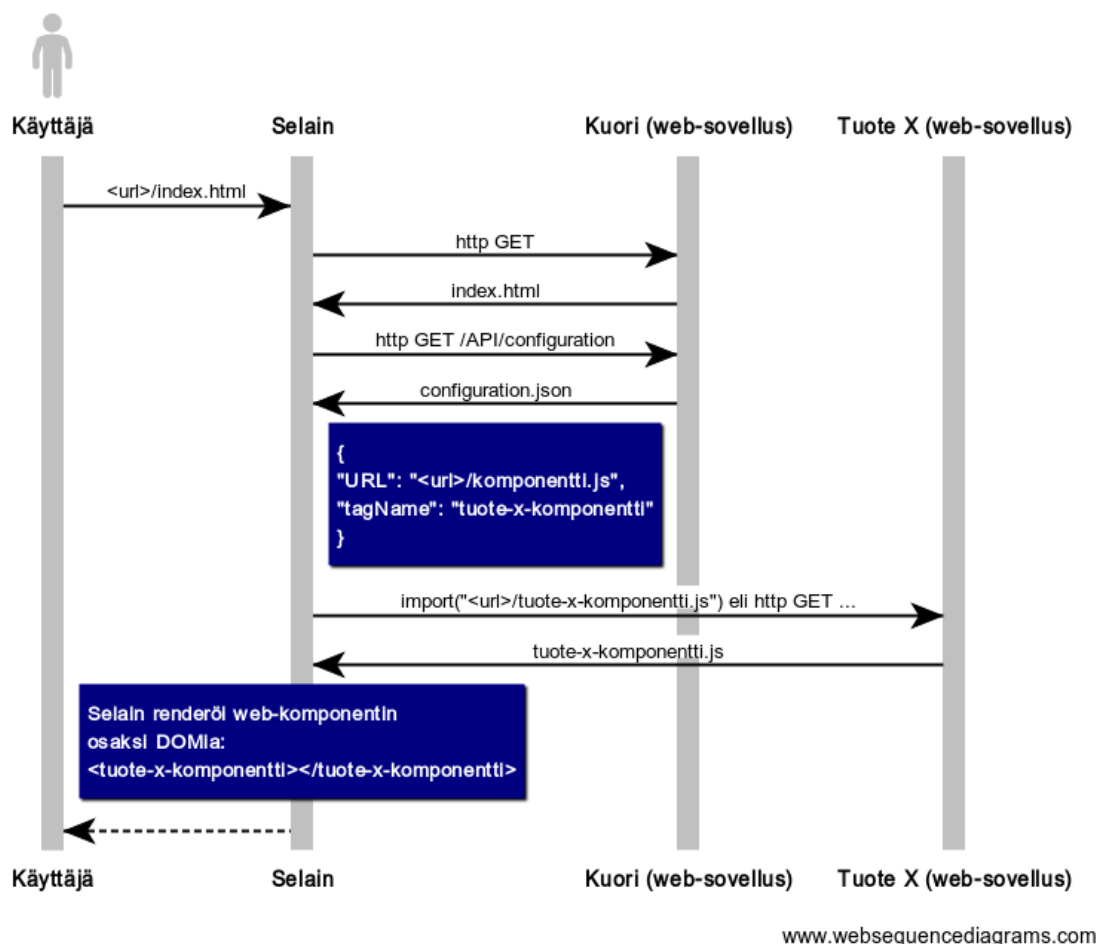 Käyttäjä Selain Kuori (web-sovellus) Tuote X (web-sovellus)
<url>/index.html
http GET
index.html
http GET /API/configuration
configuration.json
{
"URL": "<url>/komponentti.js",
"tagName": "tuote-x-komponentti"
}
import("<url>/tuote-x-komponentti.js") eli http GET ...
tuote-x-komponentti.js
Selain renderöi web-komponentin
osaksi DOMia:
<tuote-x-komponentti></tuote-x-komponentti>
Käyttäjä Selain Kuori (web-sovellus) Tuote X (web-sovellus)
www.websequencediagrams.com